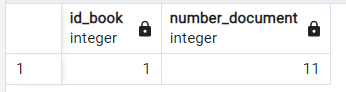 id_book number_document
integer integer
1 1 11